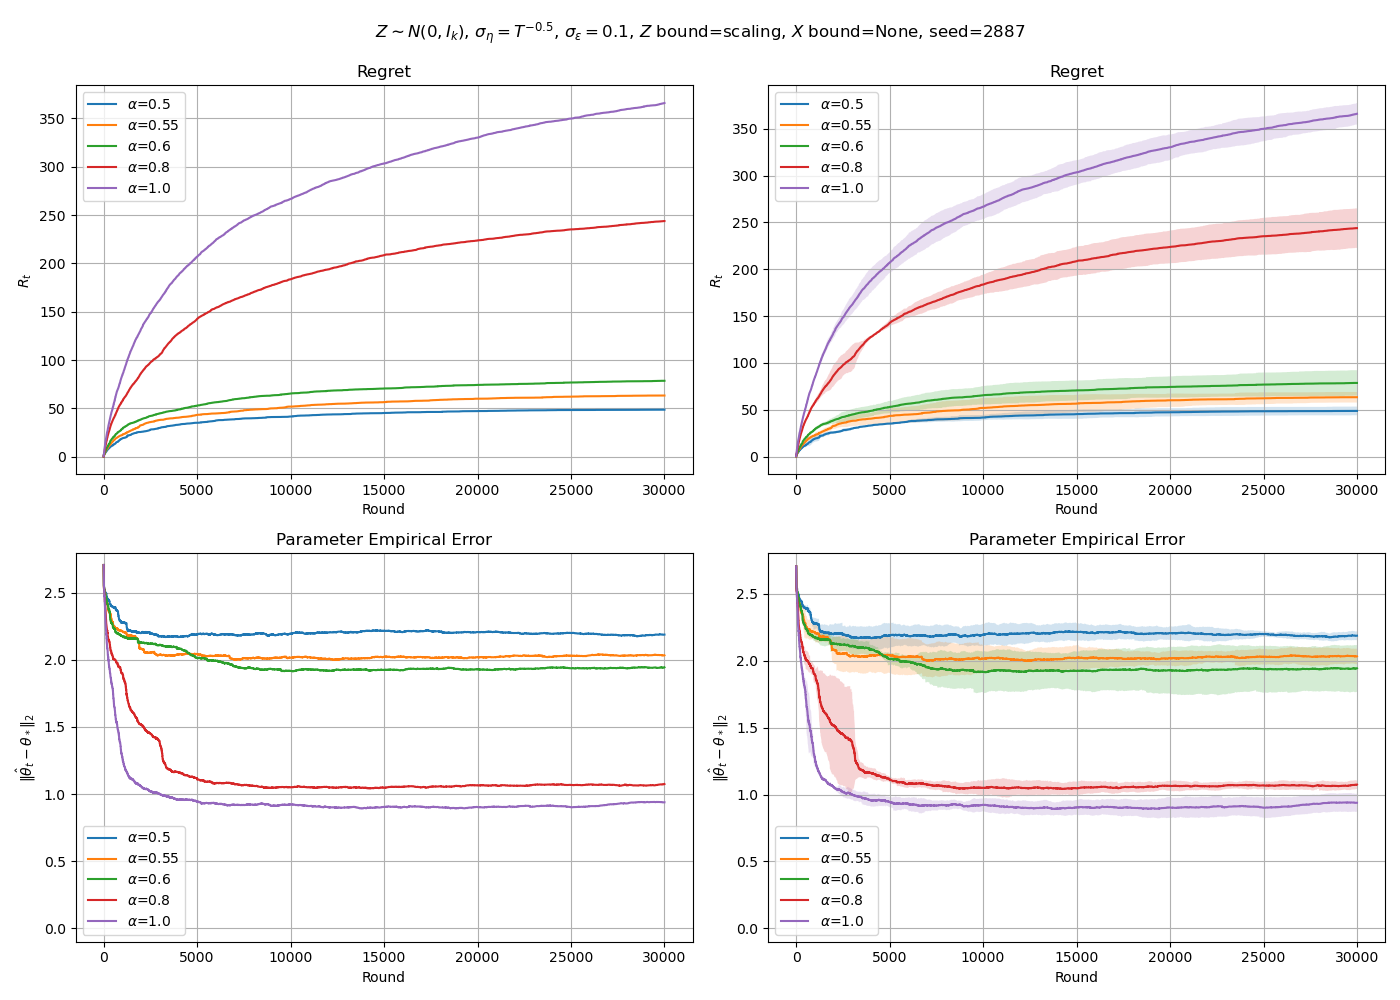 Z ∼ N(0, I_k), σ_η = T^{−0.5}, σ_ε = 0.1, Z bound=scaling, X bound=None, seed=2887
Regret
R_t
350
300
250
200
150
100
50
0
α=0.5
α=0.55
α=0.6
α=0.8
α=1.0
0 5000 10000 15000 20000 25000 30000
Round
Regret
R_t
350
300
250
200
150
100
50
0
α=0.5
α=0.55
α=0.6
α=0.8
α=1.0
0 5000 10000 15000 20000 25000 30000
Round
Parameter Empirical Error
‖θ̂_t − θ_*‖_2
2.5
2.0
1.5
1.0
0.5
0.0
α=0.5
α=0.55
α=0.6
α=0.8
α=1.0
0 5000 10000 15000 20000 25000 30000
Round
Parameter Empirical Error
‖θ̂_t − θ_*‖_2
2.5
2.0
1.5
1.0
0.5
0.0
α=0.5
α=0.55
α=0.6
α=0.8
α=1.0
0 5000 10000 15000 20000 25000 30000
Round